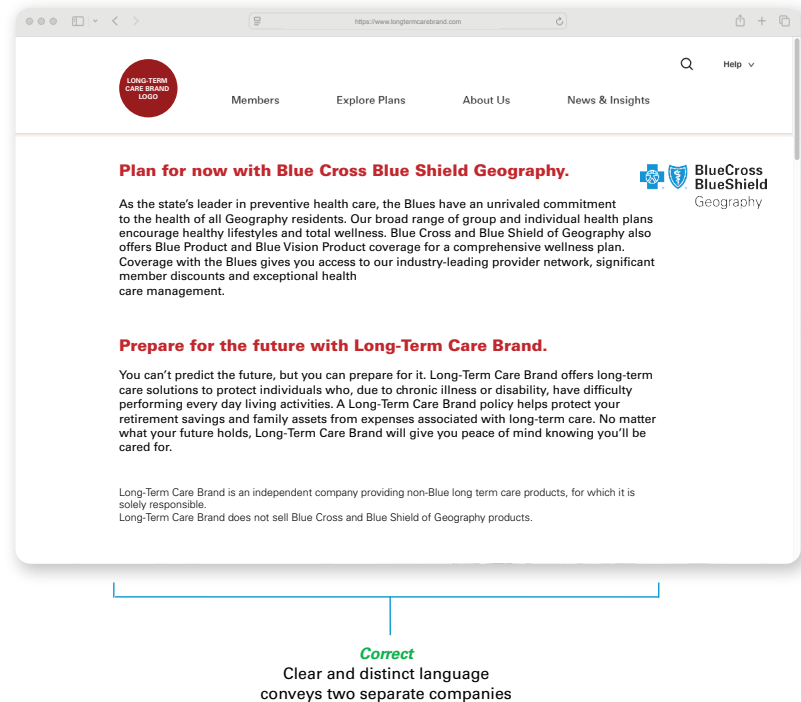 https://www.longtermcarebrand.com
LONG-TERM
CARE BRAND
LOGO
Members
Explore Plans
About Us
News & Insights
Help
Plan for now with Blue Cross Blue Shield Geography.
BlueCross
BlueShield
Geography
As the state's leader in preventive health care, the Blues have an unrivaled commitment
to the health of all Geography residents. Our broad range of group and individual health plans
encourage healthy lifestyles and total wellness. Blue Cross and Blue Shield of Geography also
offers Blue Product and Blue Vision Product coverage for a comprehensive wellness plan.
Coverage with the Blues gives you access to our industry-leading provider network, significant
member discounts and exceptional health
care management.
Prepare for the future with Long-Term Care Brand.
You can't predict the future, but you can prepare for it. Long-Term Care Brand offers long-term
care solutions to protect individuals who, due to chronic illness or disability, have difficulty
performing every day living activities. A Long-Term Care Brand policy helps protect your
retirement savings and family assets from expenses associated with long-term care. No matter
what your future holds, Long-Term Care Brand will give you peace of mind knowing you'll be
cared for.
Long-Term Care Brand is an independent company providing non-Blue long term care products, for which it is
solely responsible.
Long-Term Care Brand does not sell Blue Cross and Blue Shield of Geography products.
Correct
Clear and distinct language
conveys two separate companies